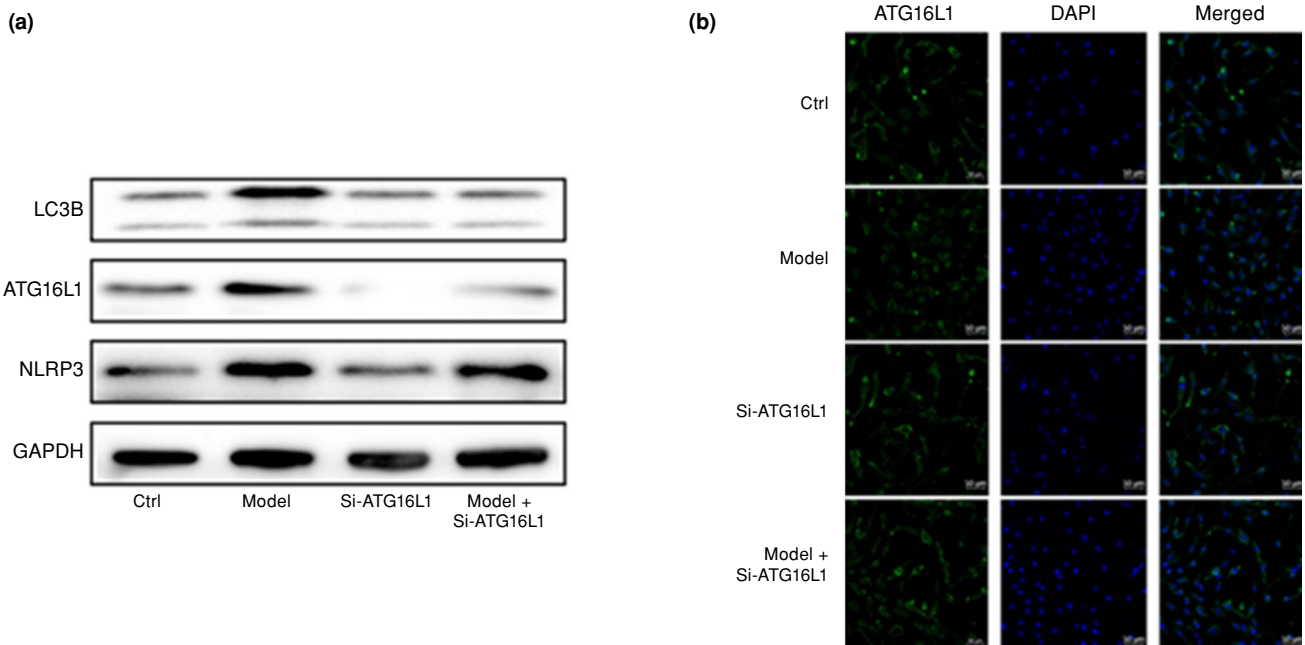 (a)
LC3B
ATG16L1
NLRP3
GAPDH
Ctrl
Model
Si-ATG16L1
Model +
Si-ATG16L1
(b)
ATG16L1
DAPI
Merged
Ctrl
Model
Si-ATG16L1
Model +
Si-ATG16L1